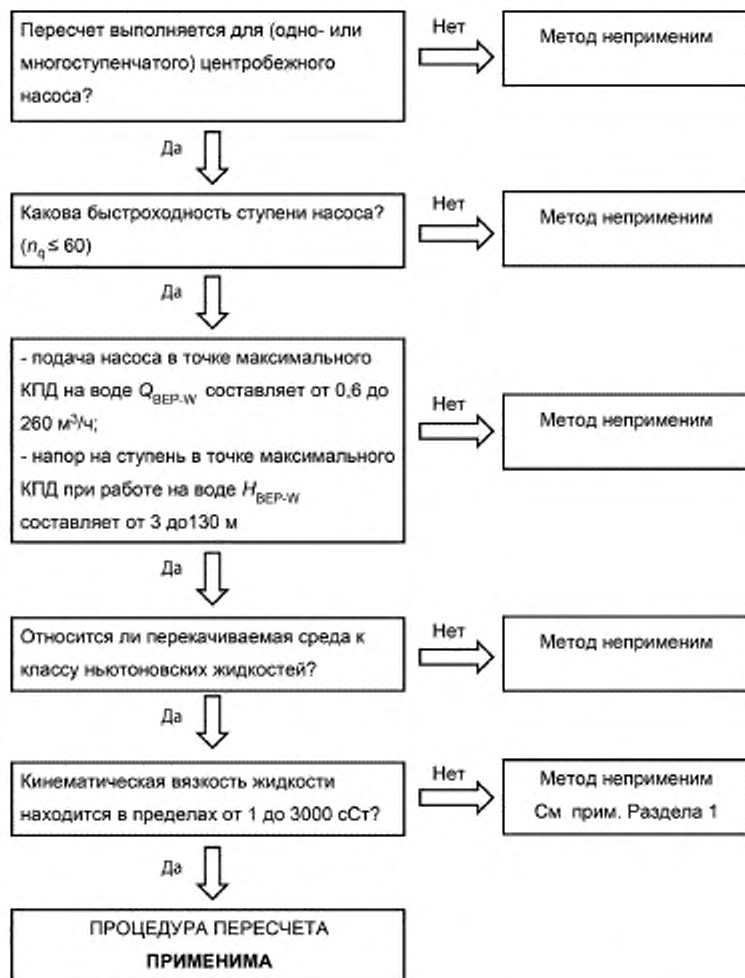 Пересчет выполняется для (одно- или
многоступенчатого) центробежного
насоса?
Нет
Метод неприменим
Да
Какова быстроходность ступени насоса?
(nq ≤ 60)
Нет
Метод неприменим
Да
- подача насоса в точке максимального
КПД на воде QBEP-W составляет от 0,6 до
260 м³/ч;
- напор на ступень в точке максимального
КПД при работе на воде HBEP-W
составляет от 3 до130 м
Нет
Метод неприменим
Да
Относится ли перекачиваемая среда к
классу ньютоновских жидкостей?
Нет
Метод неприменим
Да
Кинематическая вязкость жидкости
находится в пределах от 1 до 3000 сСт?
Нет
Метод неприменим
См прим. Раздела 1
Да
ПРОЦЕДУРА ПЕРЕСЧЕТА
ПРИМЕНИМА